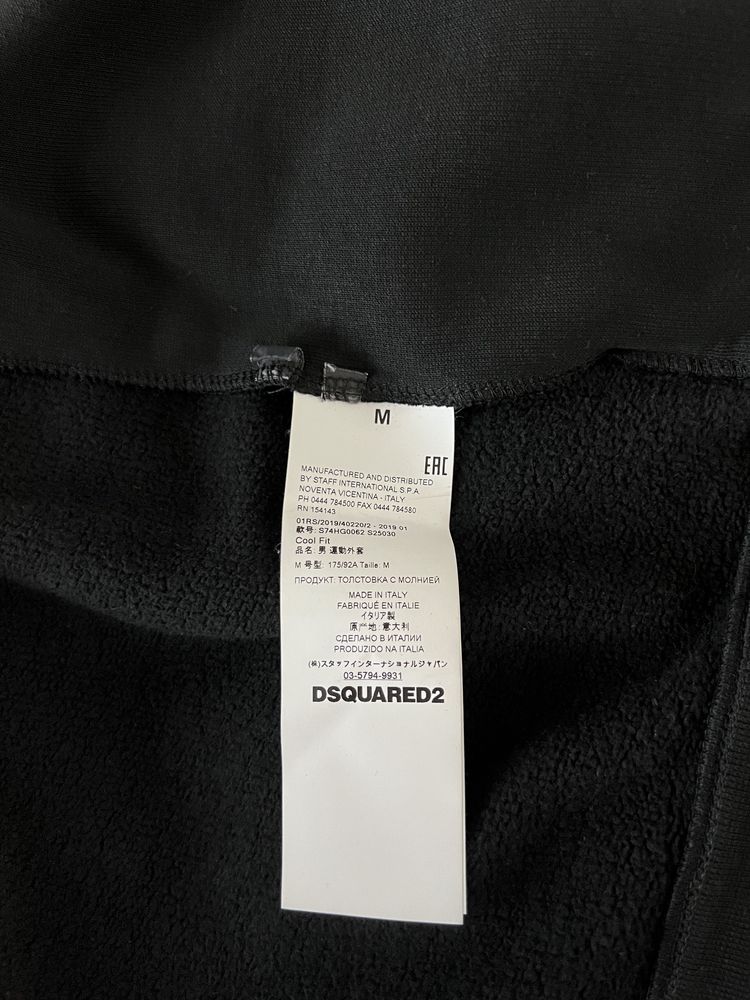 M
EAC
MANUFACTURED AND DISTRIBUTED
BY STAFF INTERNATIONAL S.P.A.
NOVENTA VICENTINA - ITALY
PH 0444 784500 FAX 0444 784580
RN 154143
01RS/2019/40220/2 - 2019 01
款号: S74HG0062 S25030
Cool Fit
品名: 男 運動外套
M 号型: 175/92A Taille: M
ПРОДУКТ: ТОЛСТОВКА С МОЛНИЕЙ
MADE IN ITALY
FABRIQUÉ EN ITALIE
イタリア製
原产地: 意大利
СДЕЛАНО В ИТАЛИИ
PRODUZIDO NA ITALIA
(株)スタッフインターナショナルジャパン
03-5794-9931
DSQUARED2